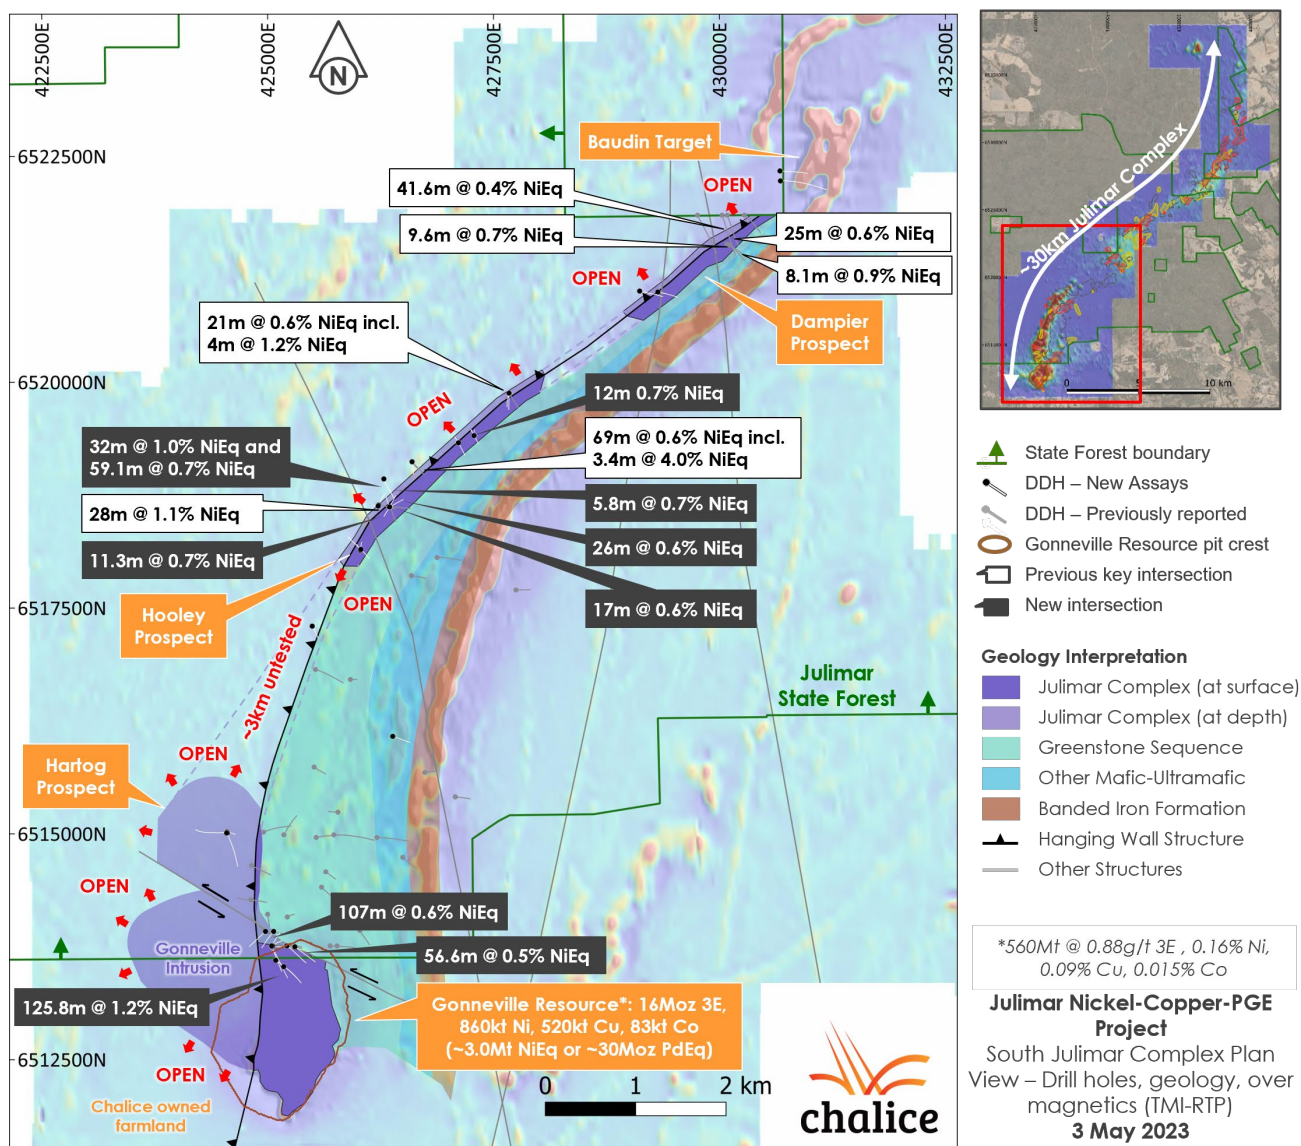 422500E
425000E
427500E
430000E
432500E
N
6522500N
6520000N
6517500N
6515000N
6512500N
Baudin Target
OPEN
41.6m @ 0.4% NiEq
9.6m @ 0.7% NiEq
25m @ 0.6% NiEq
8.1m @ 0.9% NiEq
OPEN
Dampier
Prospect
21m @ 0.6% NiEq incl.
4m @ 1.2% NiEq
12m 0.7% NiEq
OPEN
69m @ 0.6% NiEq incl.
3.4m @ 4.0% NiEq
32m @ 1.0% NiEq and
59.1m @ 0.7% NiEq
5.8m @ 0.7% NiEq
28m @ 1.1% NiEq
26m @ 0.6% NiEq
11.3m @ 0.7% NiEq
17m @ 0.6% NiEq
OPEN
Hooley
Prospect
~3km untested
Julimar
State Forest
OPEN
Hartog
Prospect
OPEN
107m @ 0.6% NiEq
Gonneville
Intrusion
56.6m @ 0.5% NiEq
125.8m @ 1.2% NiEq
Gonneville Resource*: 16Moz 3E,
860kt Ni, 520kt Cu, 83kt Co
(~3.0Mt NiEq or ~30Moz PdEq)
OPEN
Chalice owned
farmland
0 1 2 km
chalice
~30km Julimar Complex
0 5 10 km
State Forest boundary
DDH – New Assays
DDH – Previously reported
Gonneville Resource pit crest
Previous key intersection
New intersection
Geology Interpretation
Julimar Complex (at surface)
Julimar Complex (at depth)
Greenstone Sequence
Other Mafic-Ultramafic
Banded Iron Formation
Hanging Wall Structure
Other Structures
*560Mt @ 0.88g/t 3E , 0.16% Ni,
0.09% Cu, 0.015% Co
Julimar Nickel-Copper-PGE
Project
South Julimar Complex Plan
View – Drill holes, geology, over
magnetics (TMI-RTP)
3 May 2023